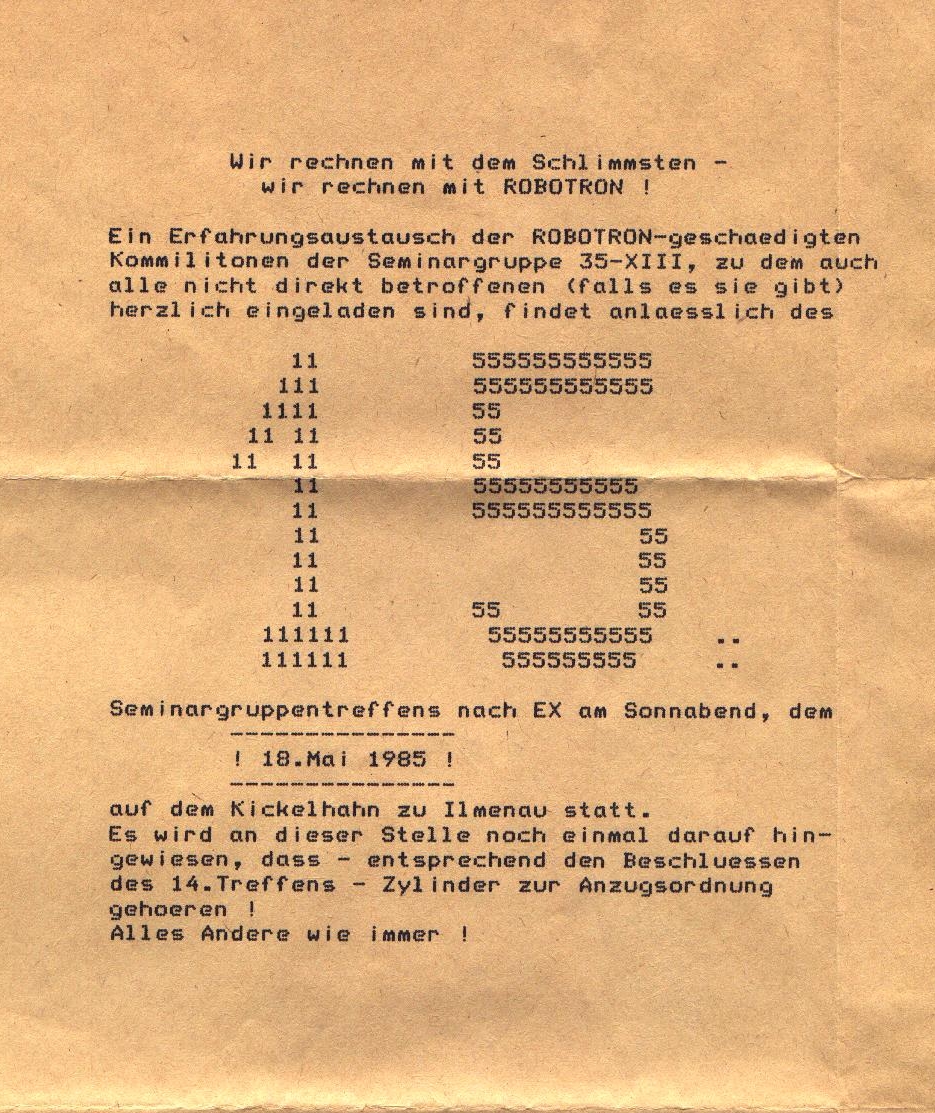 Wir rechnen mit dem Schlimmsten -
wir rechnen mit ROBOTRON !
Ein Erfahrungsaustausch der ROBOTRON-geschaedigten
Kommilitonen der Seminargruppe 35-XIII, zu dem auch
alle nicht direkt betroffenen (falls es sie gibt)
herzlich eingeladen sind, findet anlaesslich des
11 555555555555
111 555555555555
1111 55
11 11 55
11 11 55
11 55555555555
11 555555555555
11 55
11 55
11 55
11 55 55
111111 55555555555 ..
111111 555555555 ..
Seminargruppentreffens nach EX am Sonnabend, dem
---------------
! 18.Mai 1985 !
---------------
auf dem Kickelhahn zu Ilmenau statt.
Es wird an dieser Stelle noch einmal darauf hin-
gewiesen, dass - entsprechend den Beschluessen
des 14.Treffens - Zylinder zur Anzugsordnung
gehoeren !
Alles Andere wie immer !